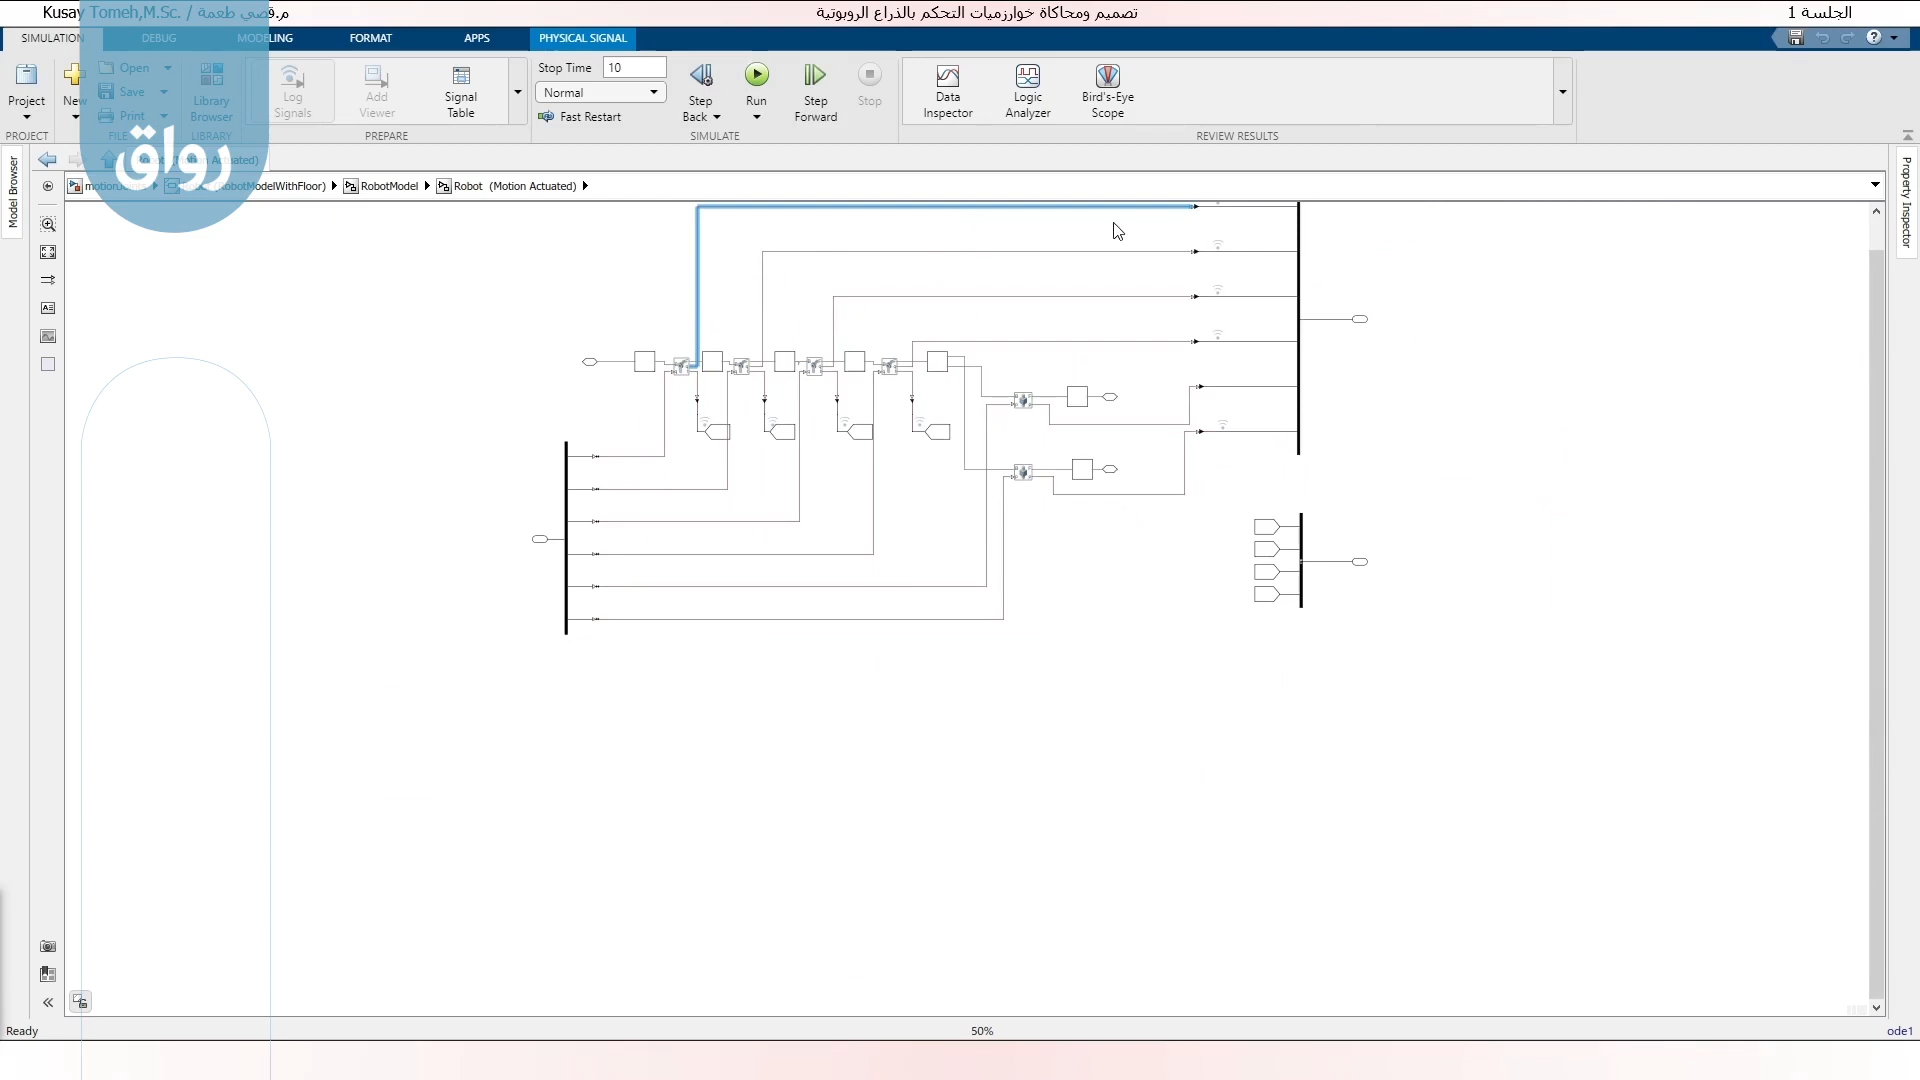 Kusay Tomeh,M.Sc. / م.قصي طعمة
تصميم ومحاكاة خوارزميات التحكم بالذراع الروبوتية
الجلسة 1
SIMULATION DEBUG MODELING FORMAT APPS PHYSICAL SIGNAL
Project
New
Open
Save
Print
Library Browser
Log Signals
Add Viewer
Signal Table
Stop Time 10
Normal
Fast Restart
Step Back
Run
Step Forward
Stop
Data Inspector
Logic Analyzer
Bird's-Eye Scope
PROJECT FILE LIBRARY PREPARE SIMULATE REVIEW RESULTS
رواق
Robot (Motion Actuated)
RobotModel
Robot (Motion Actuated)
Model Browser
Property Inspector
Ready
50%
ode1